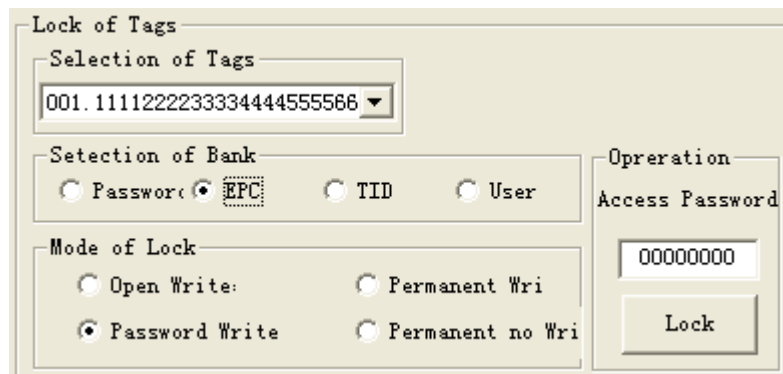 Lock of Tags
Selection of Tags
001.1111222233334444555566
Setection of Bank
Password EPC TID User
Opreration
Access Password
00000000
Lock
Mode of Lock
Open Write: Permanent Wri
Password Write Permanent no Wri